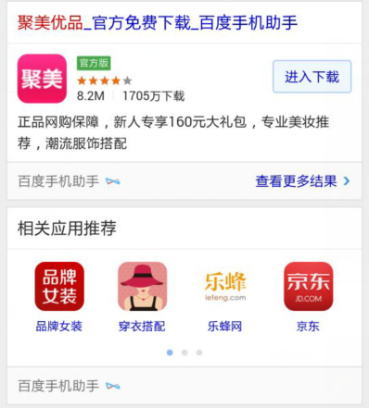 聚美优品_官方免费下载_百度手机助手
聚美
官方版
进入下载
8.2M 1705万下载
正品网购保障，新人专享160元大礼包，专业美妆推
荐，潮流服饰搭配
百度手机助手
查看更多结果 >
相关应用推荐
品牌
女装
乐蜂
lefeng.com
京东
JD.COM
品牌女装 穿衣搭配 乐蜂网 京东
百度手机助手